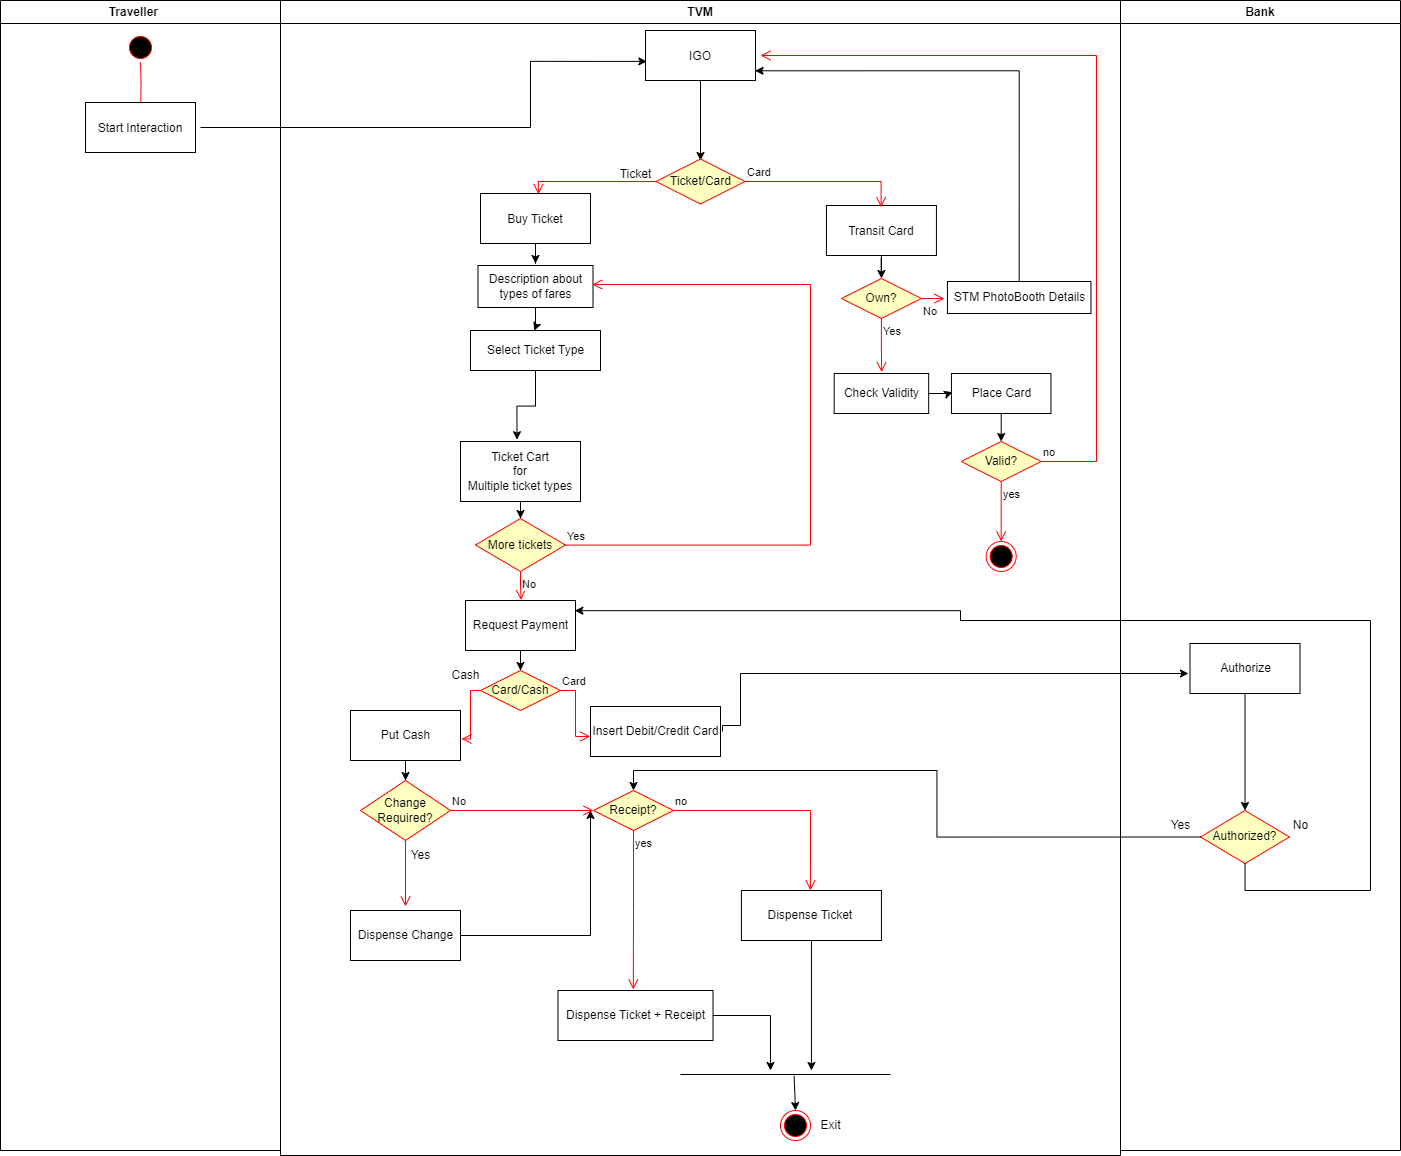 Traveller
TVM
Bank
IGO
Start Interaction
Ticket
Ticket/Card
Card
Buy Ticket
Transit Card
Description about
types of fares
Own?
No
STM PhotoBooth Details
Yes
Select Ticket Type
Check Validity
Place Card
Ticket Cart
for
Multiple ticket types
Valid?
no
yes
More tickets
Yes
No
Request Payment
Authorize
Cash
Card/Cash
Card
Put Cash
Insert Debit/Credit Card
Change
Required?
No
Yes
Receipt?
no
yes
Yes
Authorized?
No
Dispense Ticket
Dispense Change
Dispense Ticket + Receipt
Exit